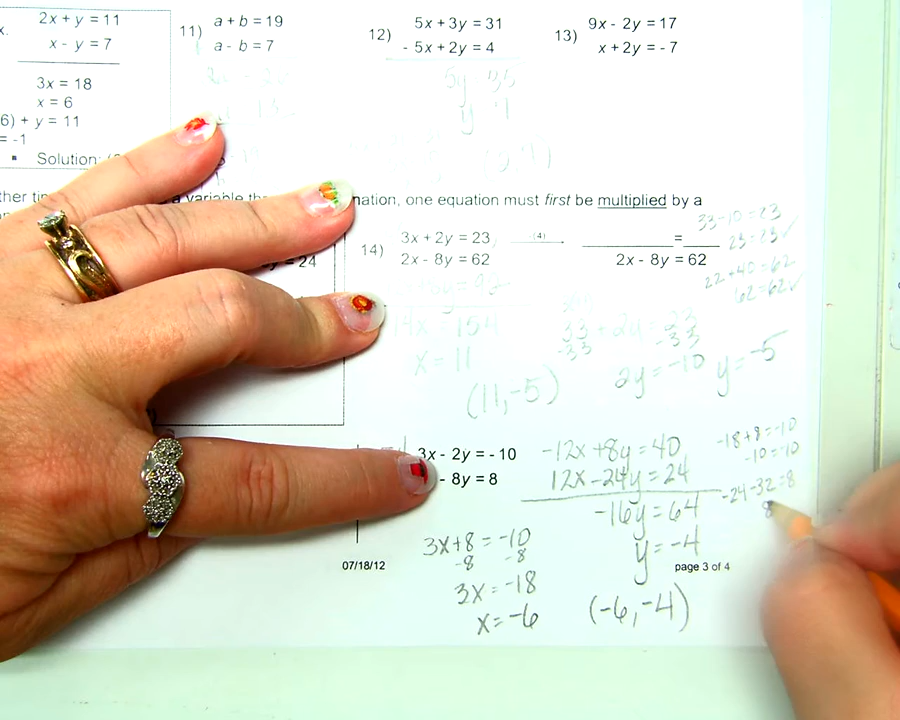 2x + y = 11
x - y = 7
3x = 18
x = 6
6) + y = 11
= -1
Solution:
11) a + b = 19
a - b = 7
12) 5x + 3y = 31
- 5x + 2y = 4
5y 35
y
13) 9x - 2y = 17
x + 2y = - 7
a variable nation, one equation must first be multiplied by a
33-10=23
23=23✓
22+40=62
62=62✓
y = 24
14) 3x + 2y = 23
2x - 8y = 62
(4)
=
2x - 8y = 62
14x = 154
x = 11
33 + 2y = 23
-33 -33
2y = -10 y = -5
(11,-5)
3x - 2y = - 10
- 8y = 8
-12x +8y = 40
12x -24y = 24
-16y = 64
y = -4
(-6,-4)
-18+8=-10
-10=-10
-24-32=8
8
3x+8 = -10
-8 -8
3x = -18
x = -6
07/18/12
page 3 of 4